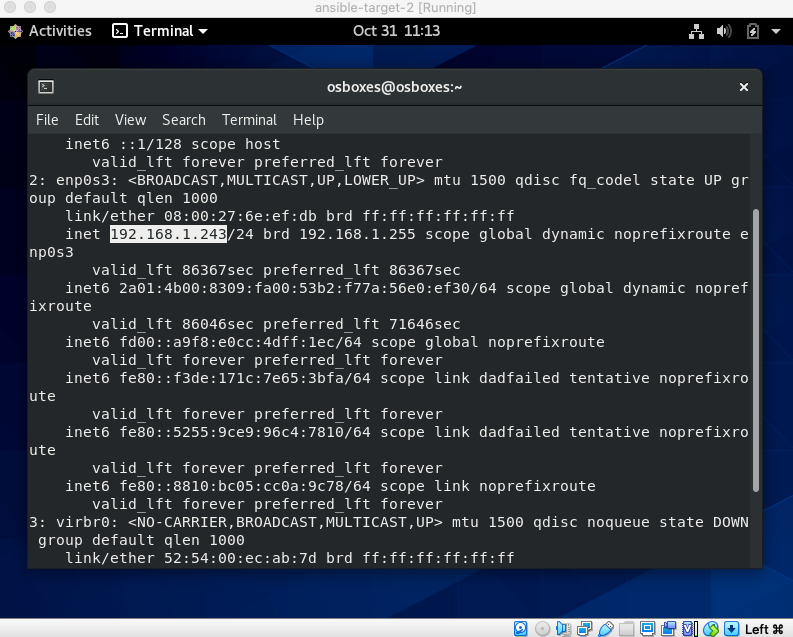 ansible-target-2 [Running]
Activities Terminal Oct 31 11:13
osboxes@osboxes:~ ×
File Edit View Search Terminal Help
inet6 ::1/128 scope host
valid_lft forever preferred_lft forever
2: enp0s3: <BROADCAST,MULTICAST,UP,LOWER_UP> mtu 1500 qdisc fq_codel state UP gr
oup default qlen 1000
link/ether 08:00:27:6e:ef:db brd ff:ff:ff:ff:ff:ff
inet 192.168.1.243/24 brd 192.168.1.255 scope global dynamic noprefixroute e
np0s3
valid_lft 86367sec preferred_lft 86367sec
inet6 2a01:4b00:8309:fa00:53b2:f77a:56e0:ef30/64 scope global dynamic nopref
ixroute
valid_lft 86046sec preferred_lft 71646sec
inet6 fd00::a9f8:e0cc:4dff:1ec/64 scope global noprefixroute
valid_lft forever preferred_lft forever
inet6 fe80::f3de:171c:7e65:3bfa/64 scope link dadfailed tentative noprefixro
ute
valid_lft forever preferred_lft forever
inet6 fe80::5255:9ce9:96c4:7810/64 scope link dadfailed tentative noprefixro
ute
valid_lft forever preferred_lft forever
inet6 fe80::8810:bc05:cc0a:9c78/64 scope link noprefixroute
valid_lft forever preferred_lft forever
3: virbr0: <NO-CARRIER,BROADCAST,MULTICAST,UP> mtu 1500 qdisc noqueue state DOWN
group default qlen 1000
link/ether 52:54:00:ec:ab:7d brd ff:ff:ff:ff:ff:ff
Left ⌘